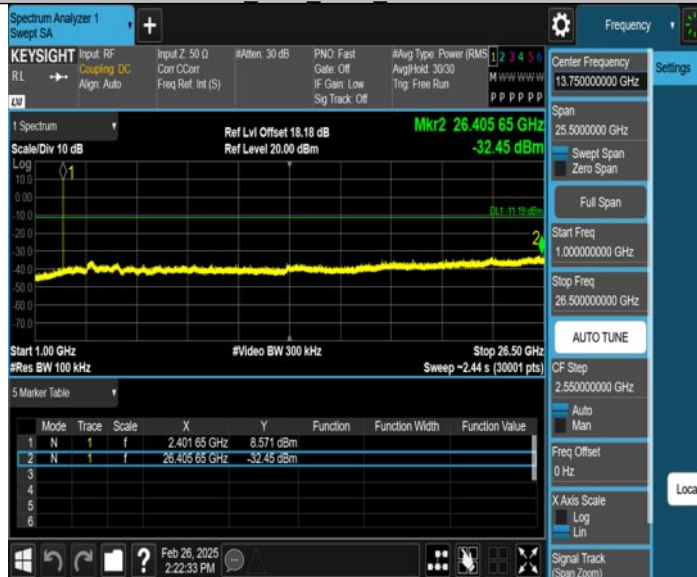 Spectrum Analyzer 1
Swept SA
+
Frequency
KEYSIGHT
RL
LXI
Input: RF
Coupling: DC
Align: Auto
Input Z: 50 Ω
Corr CCorr
Freq Ref: Int (S)
#Atten: 30 dB
PNO: Fast
Gate: Off
IF Gain: Low
Sig Track: Off
#Avg Type: Power (RMS
Avg|Hold: 30/30
Trig: Free Run
1 2 3 4 5 6
M W W W W W
P P P P P P
1 Spectrum
Scale/Div 10 dB
Ref Lvl Offset 18.18 dB
Ref Level 20.00 dBm
Mkr2 26.405 65 GHz
-32.45 dBm
Log
10.0
0.00
-10.0
-20.0
-30.0
-40.0
-50.0
-60.0
-70.0
1
DL1 -11.19 dBm
2
Start 1.00 GHz
#Res BW 100 kHz
#Video BW 300 kHz
Stop 26.50 GHz
Sweep ~2.44 s (30001 pts)
5 Marker Table
Mode Trace Scale X Y Function Function Width Function Value
1 N 1 f 2.401 65 GHz 8.571 dBm
2 N 1 f 26.405 65 GHz -32.45 dBm
3
4
5
6
?
Feb 26, 2025
2:22:33 PM
Center Frequency
13.750000000 GHz
Span
25.5000000 GHz
Swept Span
Zero Span
Full Span
Start Freq
1.000000000 GHz
Stop Freq
26.500000000 GHz
AUTO TUNE
CF Step
2.550000000 GHz
Auto
Man
Freq Offset
0 Hz
X Axis Scale
Log
Lin
Signal Track
(Span Zoom)
Settings
Loca